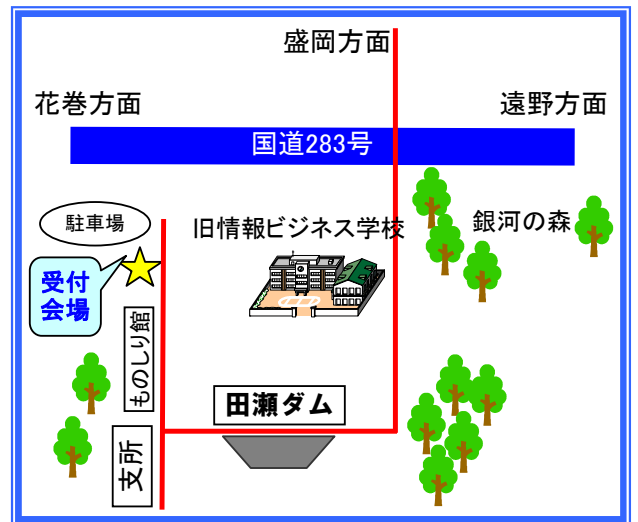 盛岡方面
花巻方面
遠野方面
国道283号
駐車場
旧情報ビジネス学校
銀河の森
受付
会場
ものしり館
田瀬ダム
支所